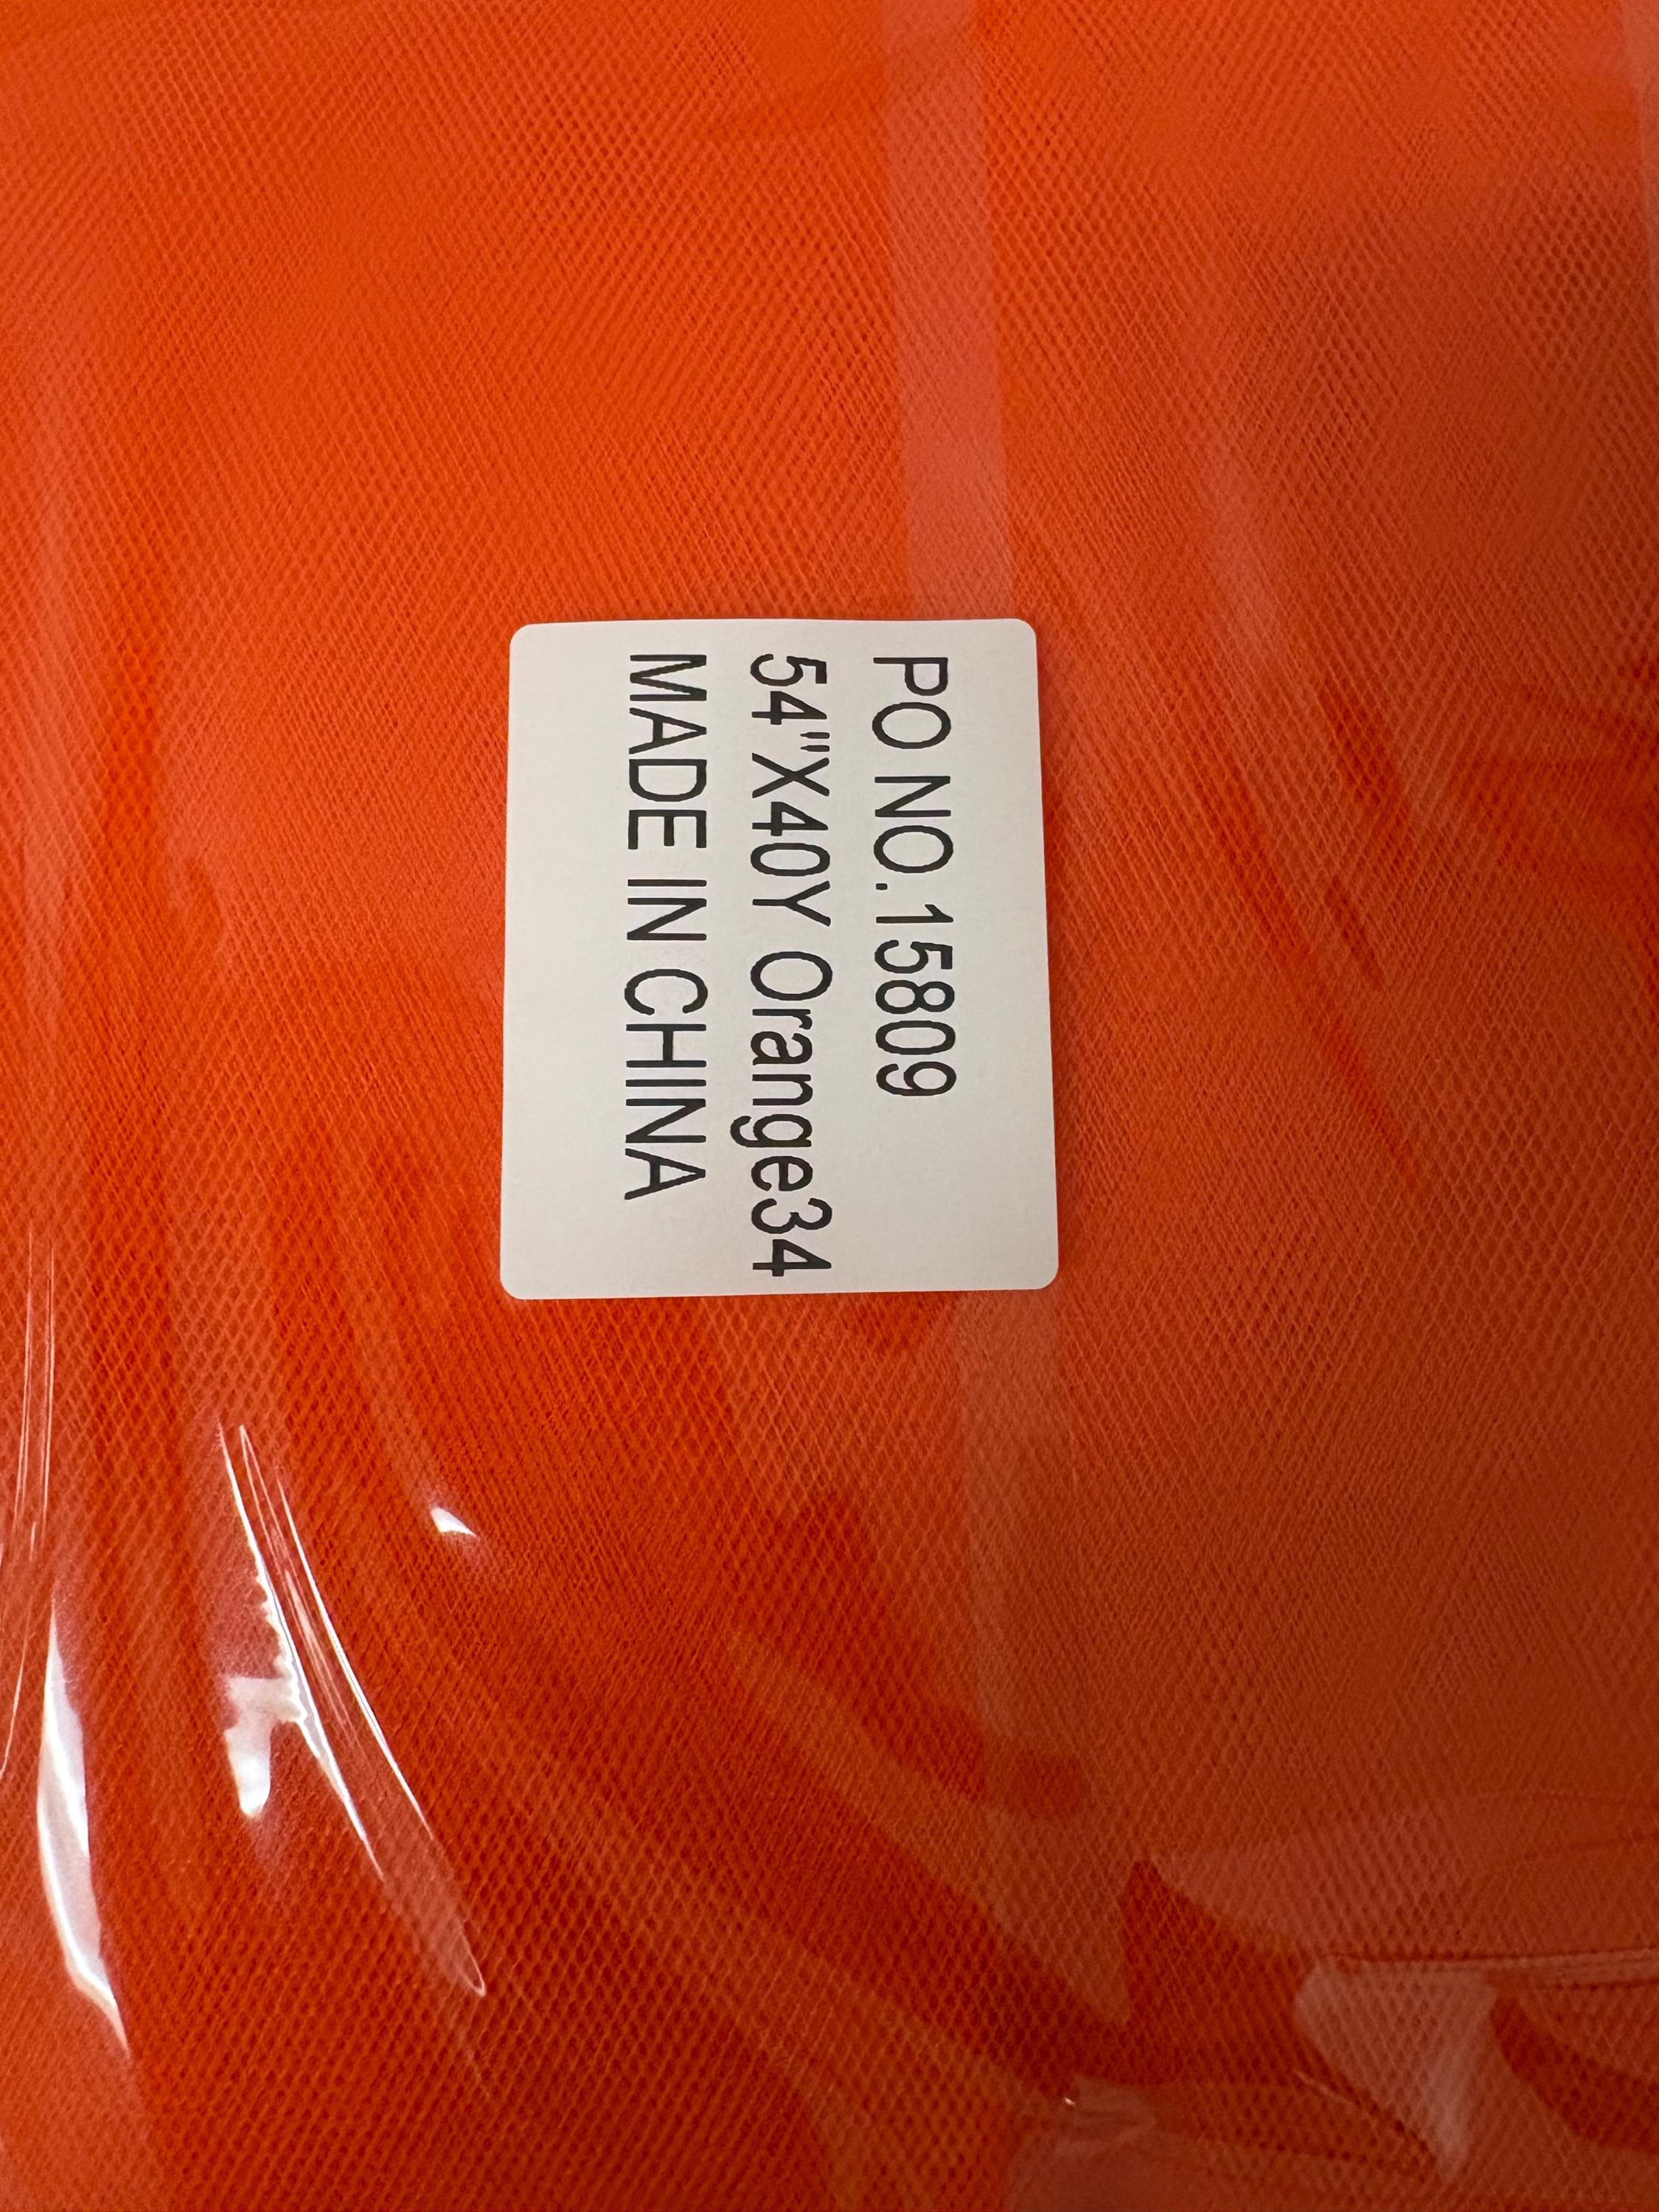 PO NO.15809
54"X40Y Orange34
MADE IN CHINA